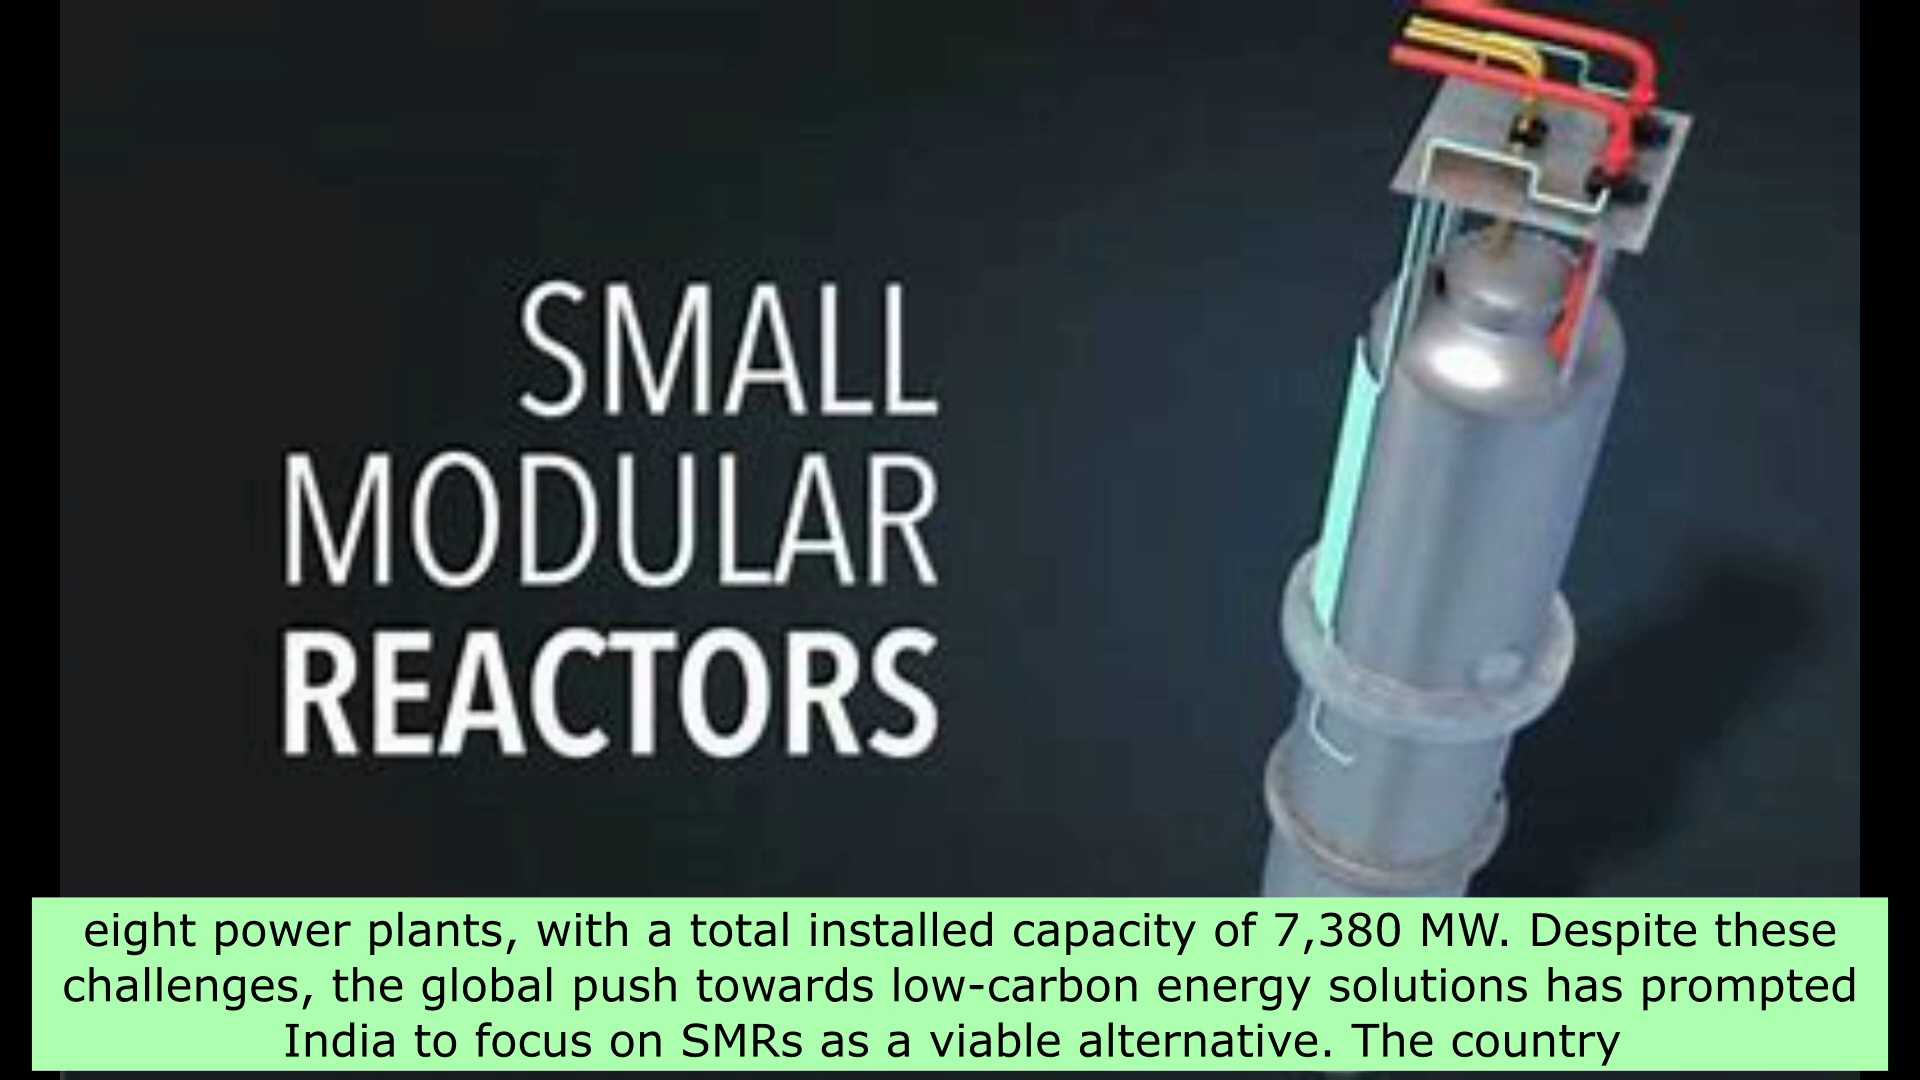 SMALL
MODULAR
REACTORS
eight power plants, with a total installed capacity of 7,380 MW. Despite these
challenges, the global push towards low-carbon energy solutions has prompted
India to focus on SMRs as a viable alternative. The country